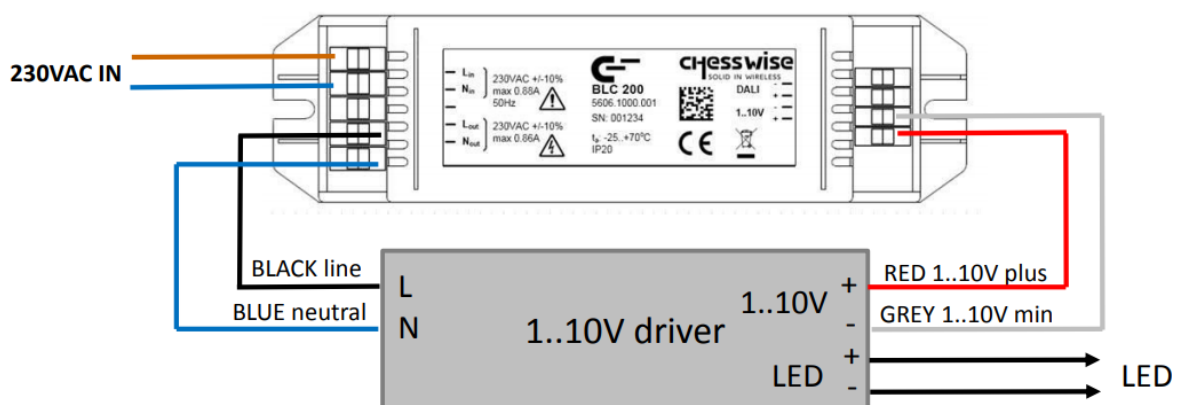 230VAC IN
Lin
Nin
230VAC +/-10%
max 0.88A
50Hz
Lout
Nout
230VAC +/-10%
max 0.86A
BLC 200
5606.1000.001
SN: 001234
ta: -25..+70°C
IP20
CHESSWISE
SOLID IN WIRELESS
DALI
-
+
1..10V
-
+
CE
BLACK line
BLUE neutral
L
N
1..10V driver
1..10V
+
-
LED
+
-
RED 1..10V plus
GREY 1..10V min
LED